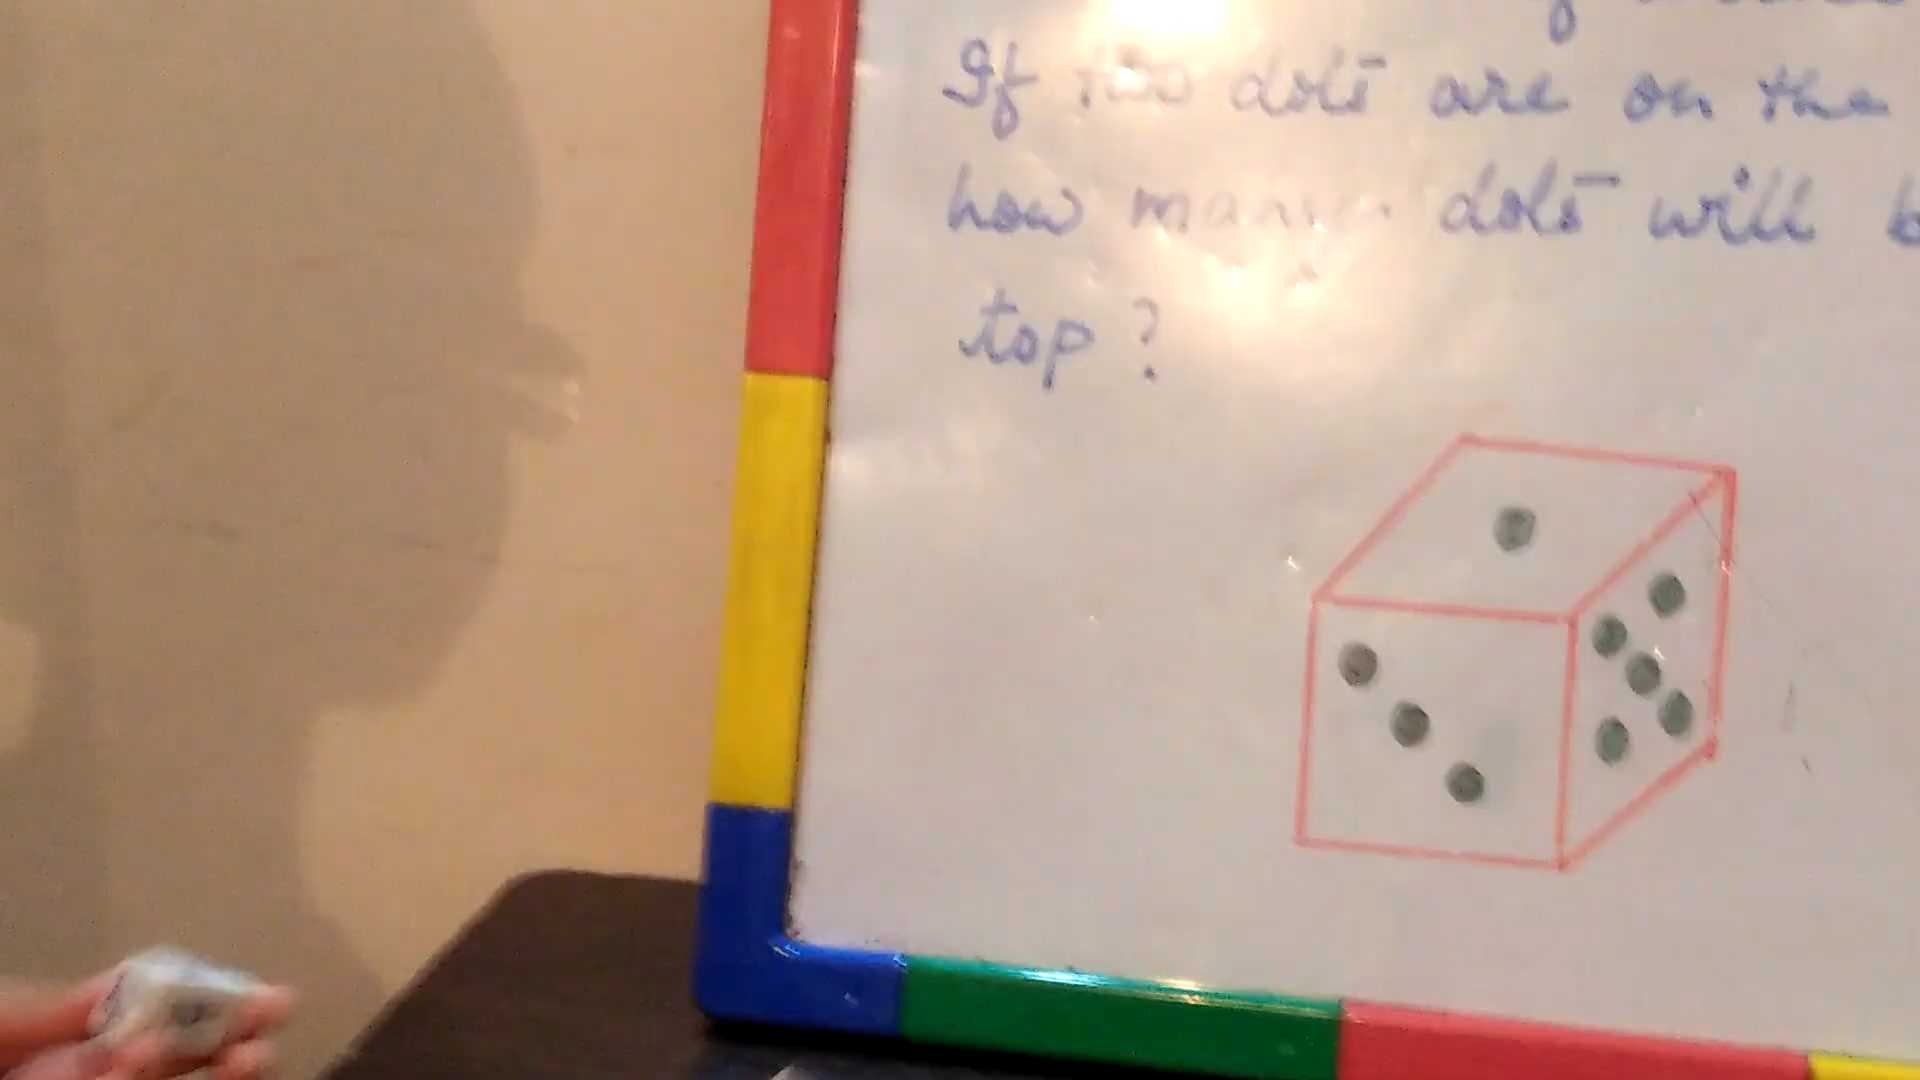 If two dots are on the
how many dots will b
top?